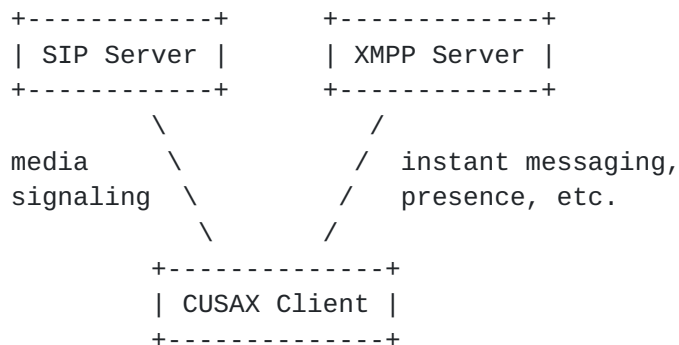 +------------+ +-------------+
| SIP Server | | XMPP Server |
+------------+ +-------------+
\ /
media \ / instant messaging,
signaling \ / presence, etc.
\ /
+--------------+
| CUSAX Client |
+--------------+